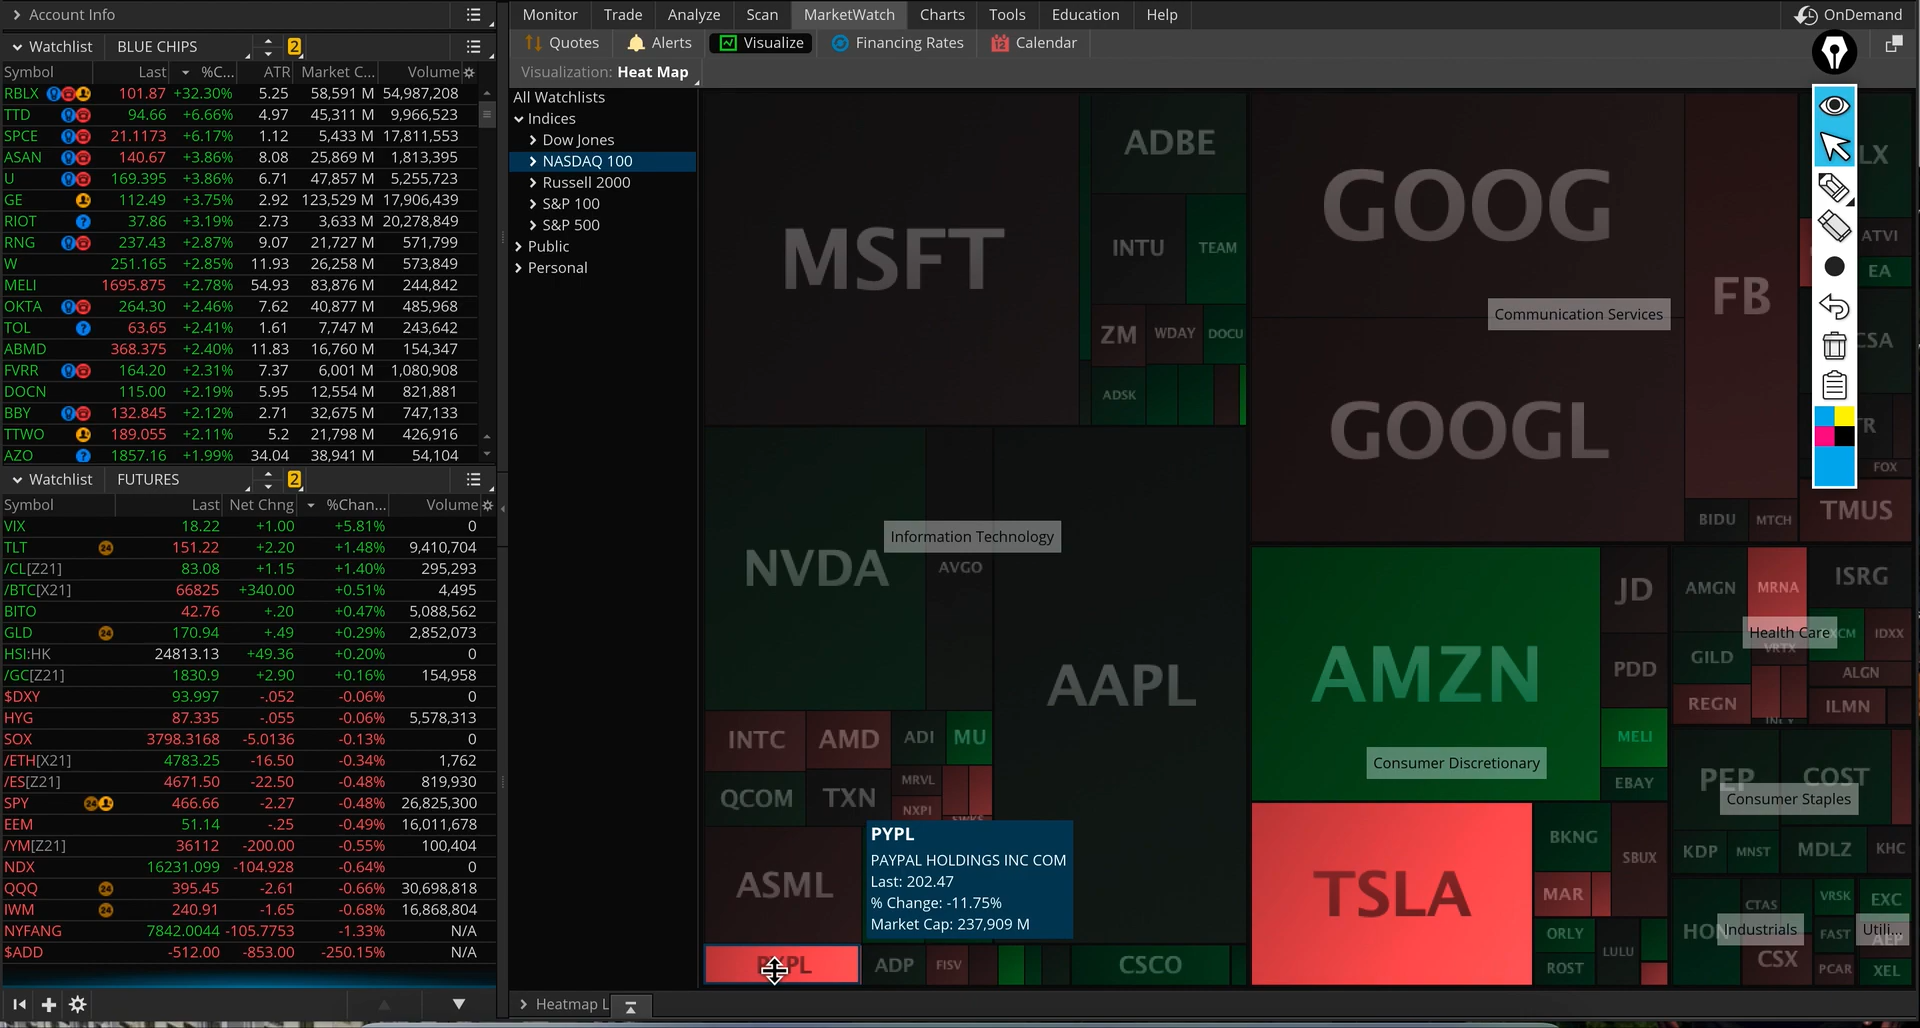 Account Info
Watchlist BLUE CHIPS 2
Symbol Last %C... ATR Market C... Volume
RBLX 101.87 +32.30% 5.25 58,591 M 54,987,208
TTD 94.66 +6.66% 4.97 45,311 M 9,966,523
SPCE 21.1173 +6.17% 1.12 5,433 M 17,811,553
ASAN 140.67 +3.86% 8.08 25,869 M 1,813,395
U 169.395 +3.86% 6.71 47,857 M 5,255,723
GE 112.49 +3.75% 2.92 123,529 M 17,906,439
RIOT 37.86 +3.19% 2.73 3,633 M 20,278,849
RNG 237.43 +2.87% 9.07 21,727 M 571,799
W 251.165 +2.85% 11.93 26,258 M 573,849
MELI 1695.875 +2.78% 54.93 83,876 M 244,842
OKTA 264.30 +2.46% 7.62 40,877 M 485,968
TOL 63.65 +2.41% 1.61 7,747 M 243,642
ABMD 368.375 +2.40% 11.83 16,760 M 154,347
FVRR 164.20 +2.31% 7.37 6,001 M 1,080,908
DOCN 115.00 +2.19% 5.95 12,554 M 821,881
BBY 132.845 +2.12% 2.71 32,675 M 747,133
TTWO 189.055 +2.11% 5.2 21,798 M 426,916
AZO 1857.16 +1.99% 34.04 38,941 M 54,104
Watchlist FUTURES 2
Symbol Last Net Chng %Chan... Volume
VIX 18.22 +1.00 +5.81% 0
TLT 24 151.22 +2.20 +1.48% 9,410,704
/CL[Z21] 83.08 +1.15 +1.40% 295,293
/BTC[X21] 66825 +340.00 +0.51% 4,495
BITO 42.76 +.20 +0.47% 5,088,562
GLD 24 170.94 +.49 +0.29% 2,852,073
HSI:HK 24813.13 +49.36 +0.20% 0
/GC[Z21] 1830.9 +2.90 +0.16% 154,958
$DXY 93.997 -.052 -0.06% 0
HYG 87.335 -.055 -0.06% 5,578,313
SOX 3798.3168 -5.0136 -0.13% 0
/ETH[X21] 4783.25 -16.50 -0.34% 1,762
/ES[Z21] 4671.50 -22.50 -0.48% 819,930
SPY 24 466.66 -2.27 -0.48% 26,825,300
EEM 51.14 -.25 -0.49% 16,011,678
/YM[Z21] 36112 -200.00 -0.55% 100,404
NDX 16231.099 -104.928 -0.64% 0
QQQ 24 395.45 -2.61 -0.66% 30,698,818
IWM 24 240.91 -1.65 -0.68% 16,868,804
NYFANG 7842.0044 -105.7753 -1.33% N/A
$ADD -512.00 -853.00 -250.15% N/A
Monitor Trade Analyze Scan MarketWatch Charts Tools Education Help OnDemand
Quotes Alerts Visualize Financing Rates 12 Calendar
Visualization: Heat Map
All Watchlists
Indices
Dow Jones
NASDAQ 100
Russell 2000
S&P 100
S&P 500
Public
Personal
MSFT
ADBE
INTU TEAM
ZM WDAY DOCU
ADSK
Information Technology
NVDA AVGO
AAPL
INTC AMD ADI MU
QCOM TXN MRVL
NXPI
ASML
PYPL
PAYPAL HOLDINGS INC COM
Last: 202.47
% Change: -11.75%
Market Cap: 237,909 M
ADP FISV CSCO
GOOG
Communication Services
GOOGL
FB
LX
ATVI
EA
CSA
R
FOX
BIDU MTCH TMUS
AMZN
Consumer Discretionary
JD
PDD
MELI
EBAY
TSLA
BKNG SBUX
MAR
ORLY LULU
ROST
AMGN MRNA ISRG
Health Care
XCM IDXX
GILD VRTX
ALGN
REGN ILMN
PEP COST
Consumer Staples
KDP MNST MDLZ KHC
CTAS VRSK EXC
HON Industrials FAST Utili...
AEP
CSX PCAR XEL
Heatmap L